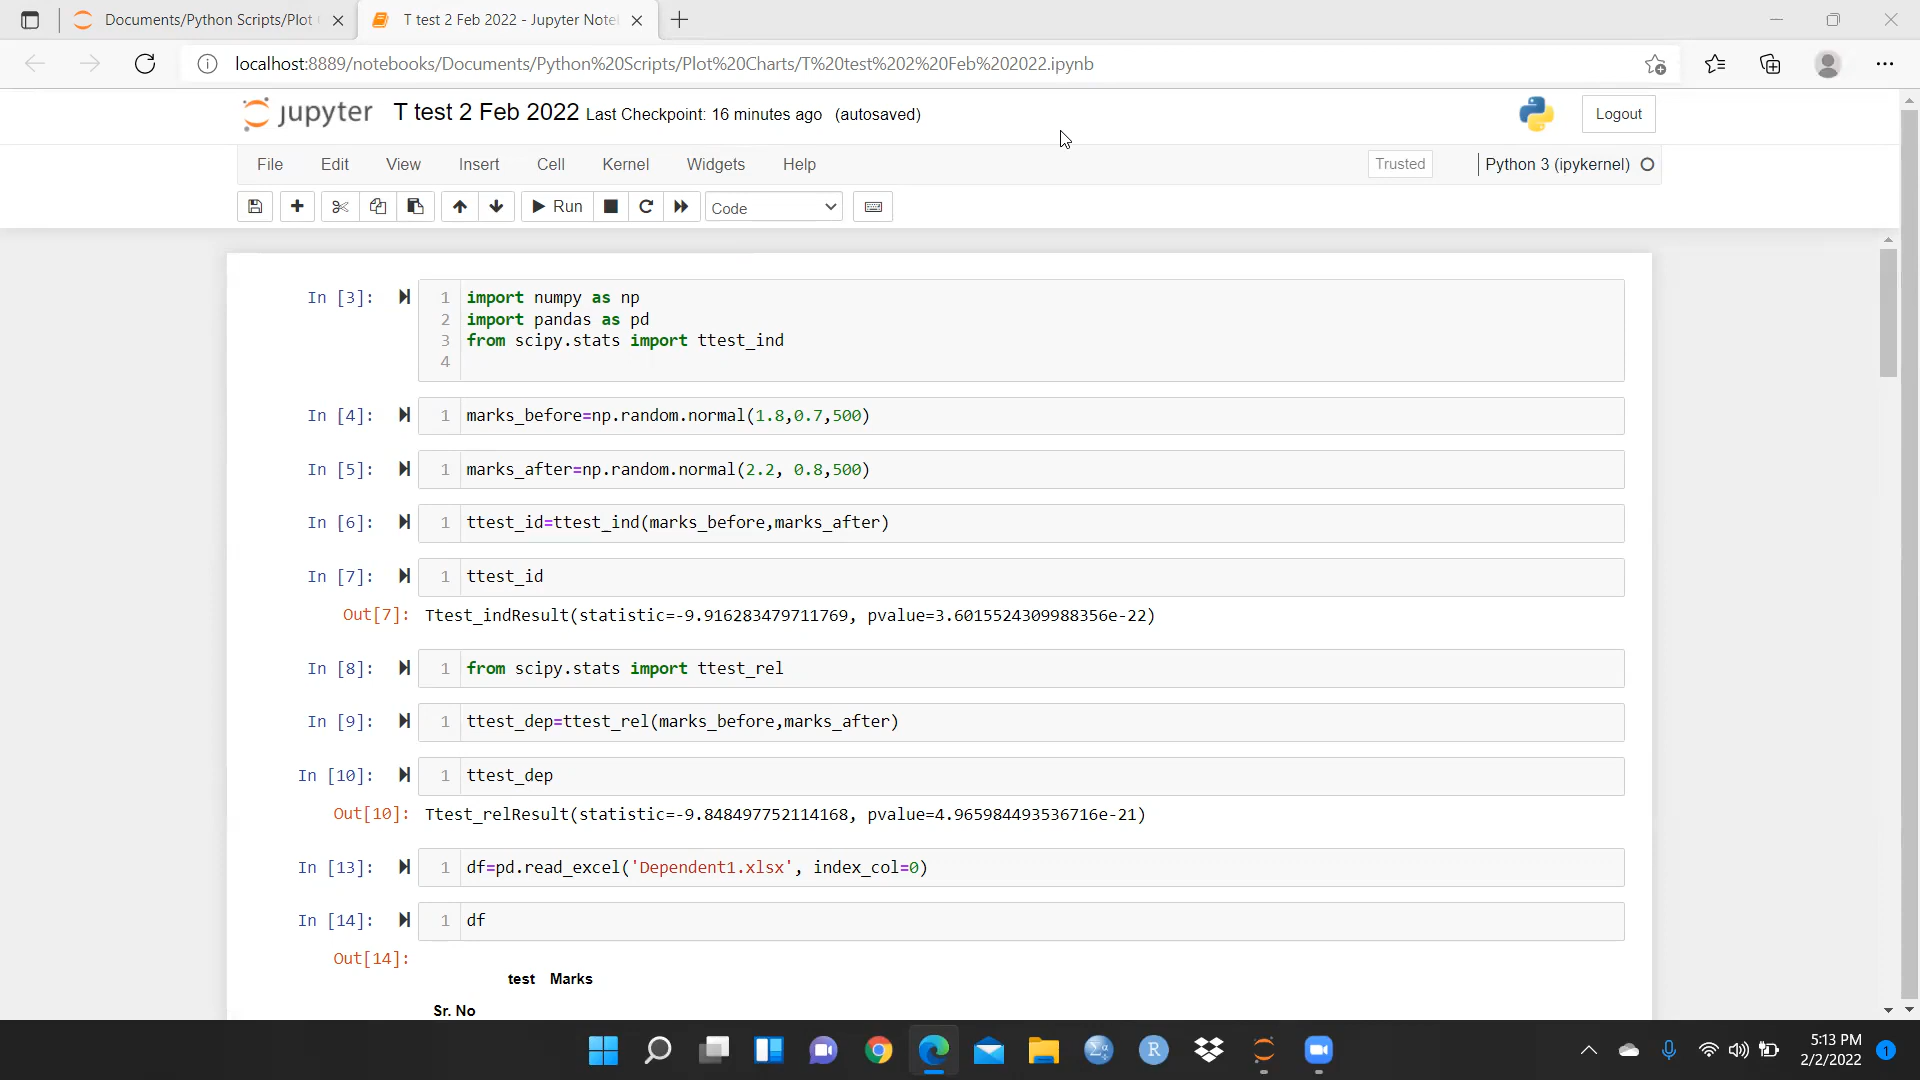 Documents/Python Scripts/Plot
T test 2 Feb 2022 - Jupyter Note
localhost:8889/notebooks/Documents/Python%20Scripts/Plot%20Charts/T%20test%202%20Feb%202022.ipynb
jupyter T test 2 Feb 2022 Last Checkpoint: 16 minutes ago (autosaved)
Logout
File Edit View Insert Cell Kernel Widgets Help
Trusted Python 3 (ipykernel)
Run Code
In [3]: 1 import numpy as np
2 import pandas as pd
3 from scipy.stats import ttest_ind
4
In [4]: 1 marks_before=np.random.normal(1.8,0.7,500)
In [5]: 1 marks_after=np.random.normal(2.2, 0.8,500)
In [6]: 1 ttest_id=ttest_ind(marks_before,marks_after)
In [7]: 1 ttest_id
Out[7]: Ttest_indResult(statistic=-9.916283479711769, pvalue=3.6015524309988356e-22)
In [8]: 1 from scipy.stats import ttest_rel
In [9]: 1 ttest_dep=ttest_rel(marks_before,marks_after)
In [10]: 1 ttest_dep
Out[10]: Ttest_relResult(statistic=-9.848497752114168, pvalue=4.965984493536716e-21)
In [13]: 1 df=pd.read_excel('Dependent1.xlsx', index_col=0)
In [14]: 1 df
Out[14]:
test Marks
Sr. No
5:13 PM
2/2/2022
1